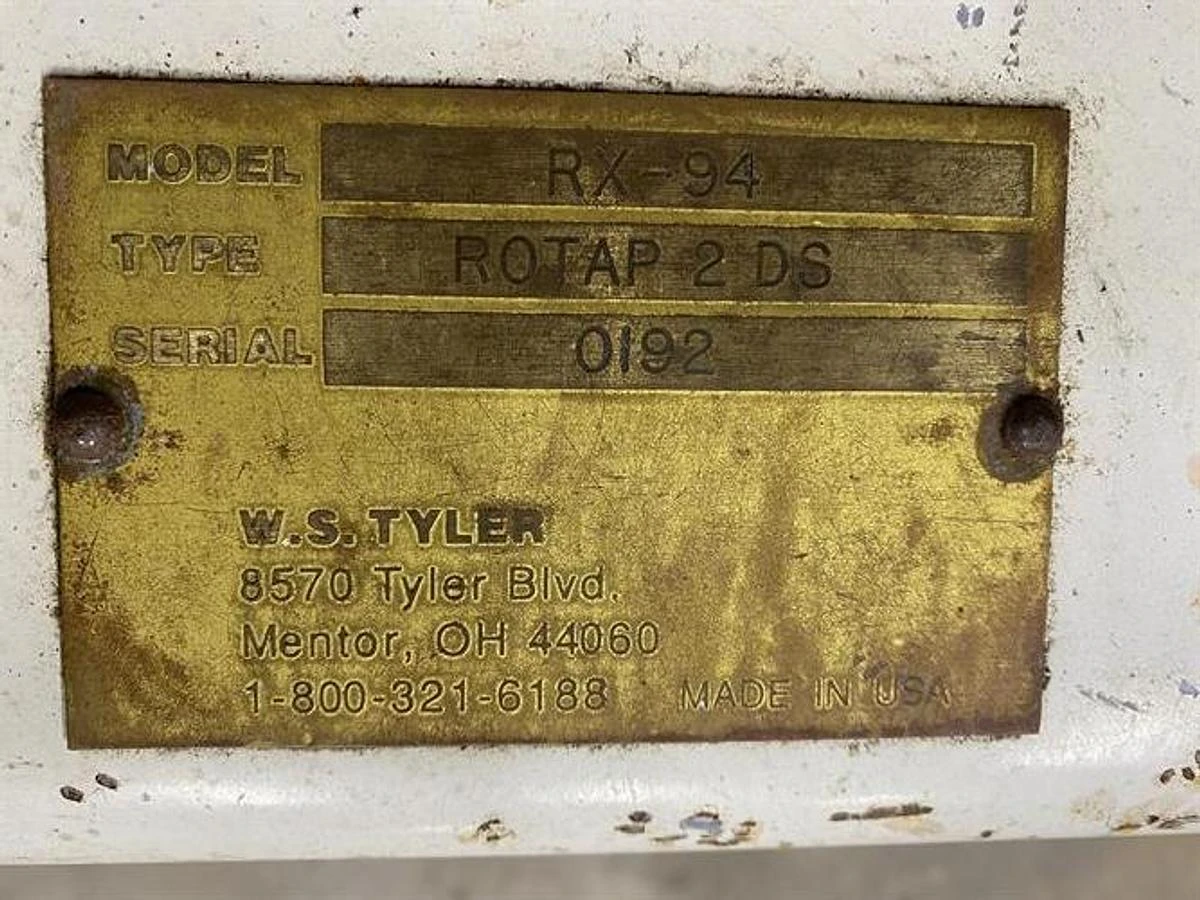 MODEL RX-94
TYPE ROTAP 2 DS
SERIAL 0192
W.S. TYLER
8570 Tyler Blvd.
Mentor, OH 44060
1-800-321-6188 MADE IN USA